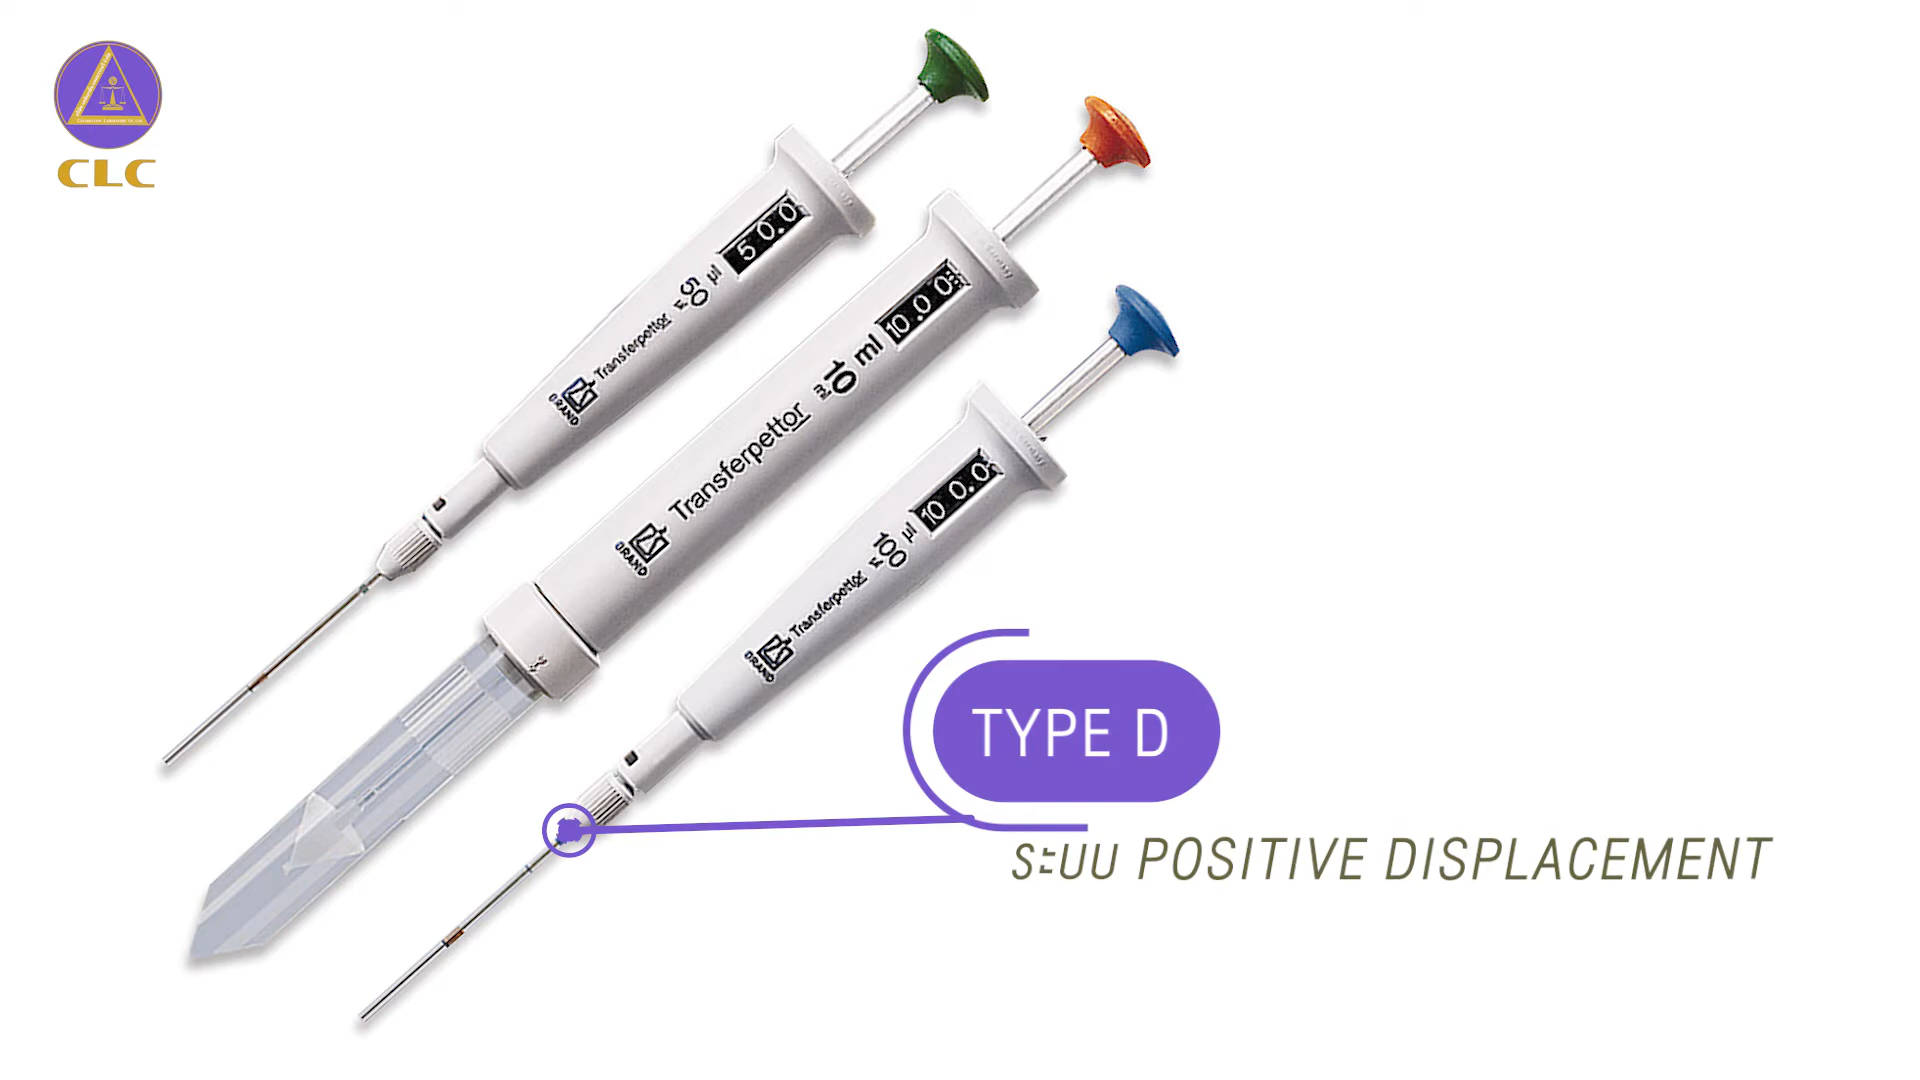 CLC
50.0
µl
50
Transferpettor
BRAND
10.00
10 ml
Transferpettor
BRAND
100.0
µl
100
Transferpettor
BRAND
TYPE D
ระบบ POSITIVE DISPLACEMENT